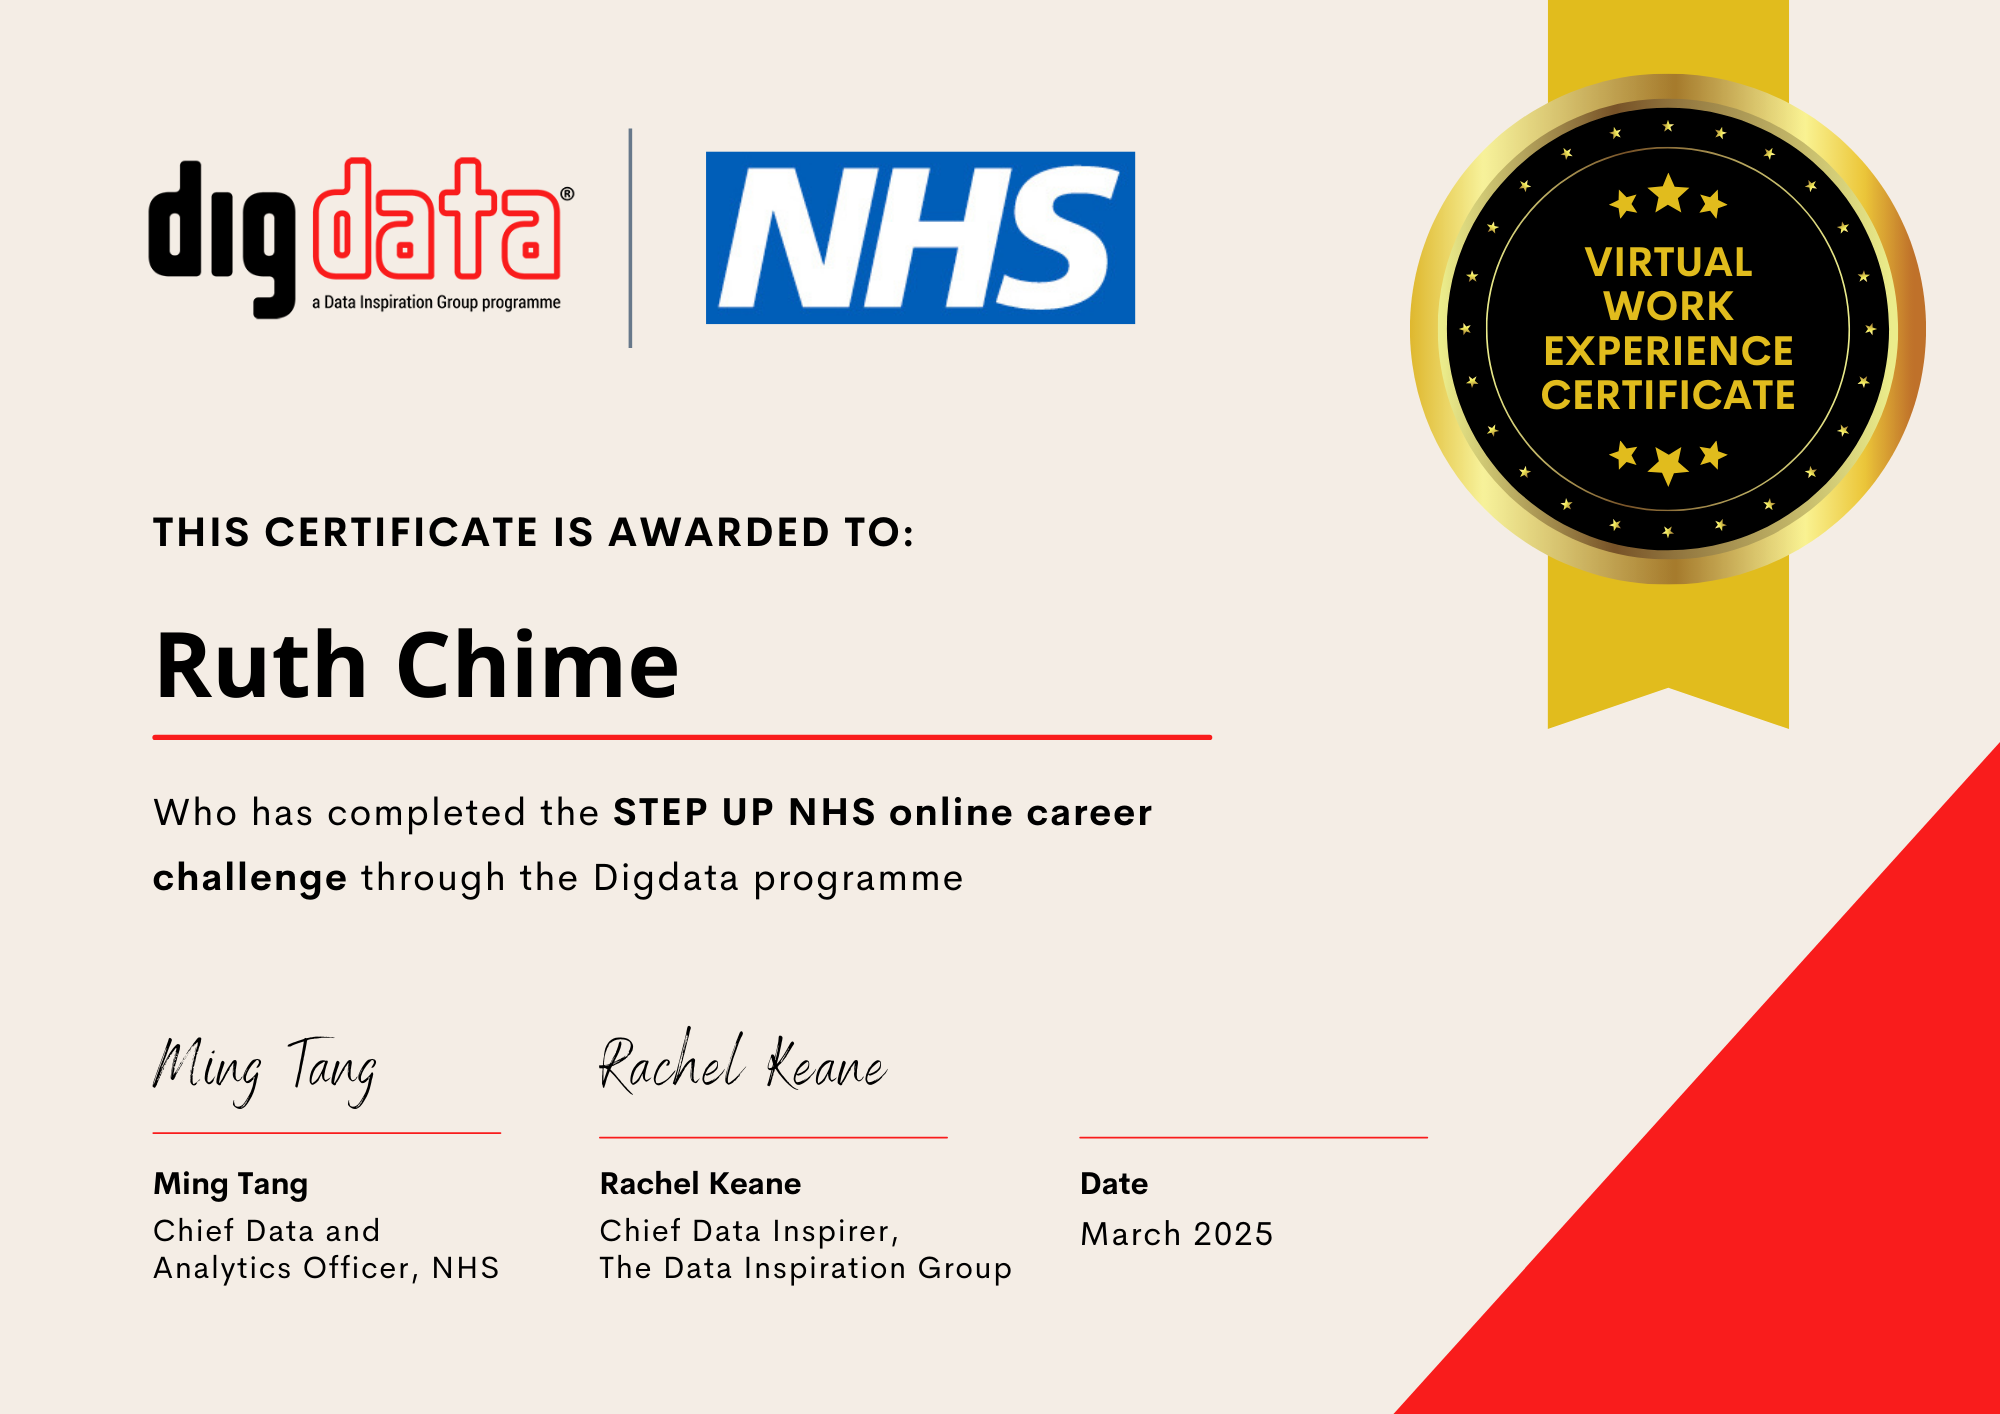 digdata®
a Data Inspiration Group programme
NHS
VIRTUAL
WORK
EXPERIENCE
CERTIFICATE
THIS CERTIFICATE IS AWARDED TO:
Ruth Chime
Who has completed the STEP UP NHS online career
challenge through the Digdata programme
Ming Tang
Rachel Keane
Ming Tang
Chief Data and
Analytics Officer, NHS
Rachel Keane
Chief Data Inspirer,
The Data Inspiration Group
Date
March 2025